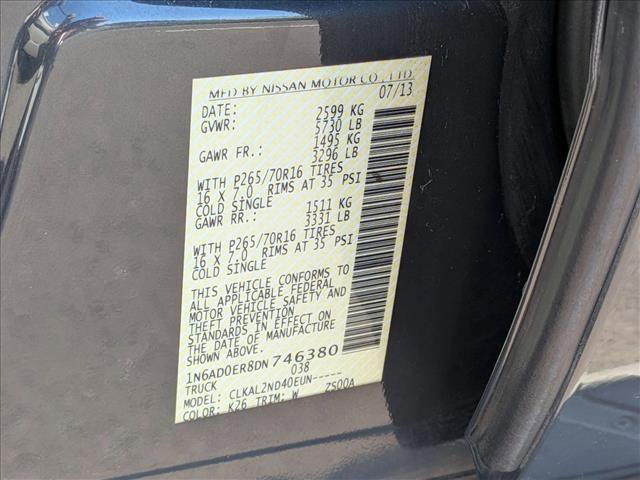 MFD BY NISSAN MOTOR CO., LTD.
DATE: 07/13
GVWR: 2599 KG
5730 LB
GAWR FR.: 1495 KG
3296 LB
WITH P265/70R16 TIRES
16 X 7.0 RIMS AT 35 PSI
COLD SINGLE
GAWR RR.: 1511 KG
3331 LB
WITH P265/70R16 TIRES
16 X 7.0 RIMS AT 35 PSI
COLD SINGLE
THIS VEHICLE CONFORMS TO
ALL APPLICABLE FEDERAL
MOTOR VEHICLE SAFETY AND
THEFT PREVENTION
STANDARDS IN EFFECT ON
THE DATE OF MANUFACTURE
SHOWN ABOVE.
1N6AD0ER8DN746380
TRUCK 038
MODEL: CLKAL2ND40EUN-----
COLOR: K26 TRIM: W ZS00A